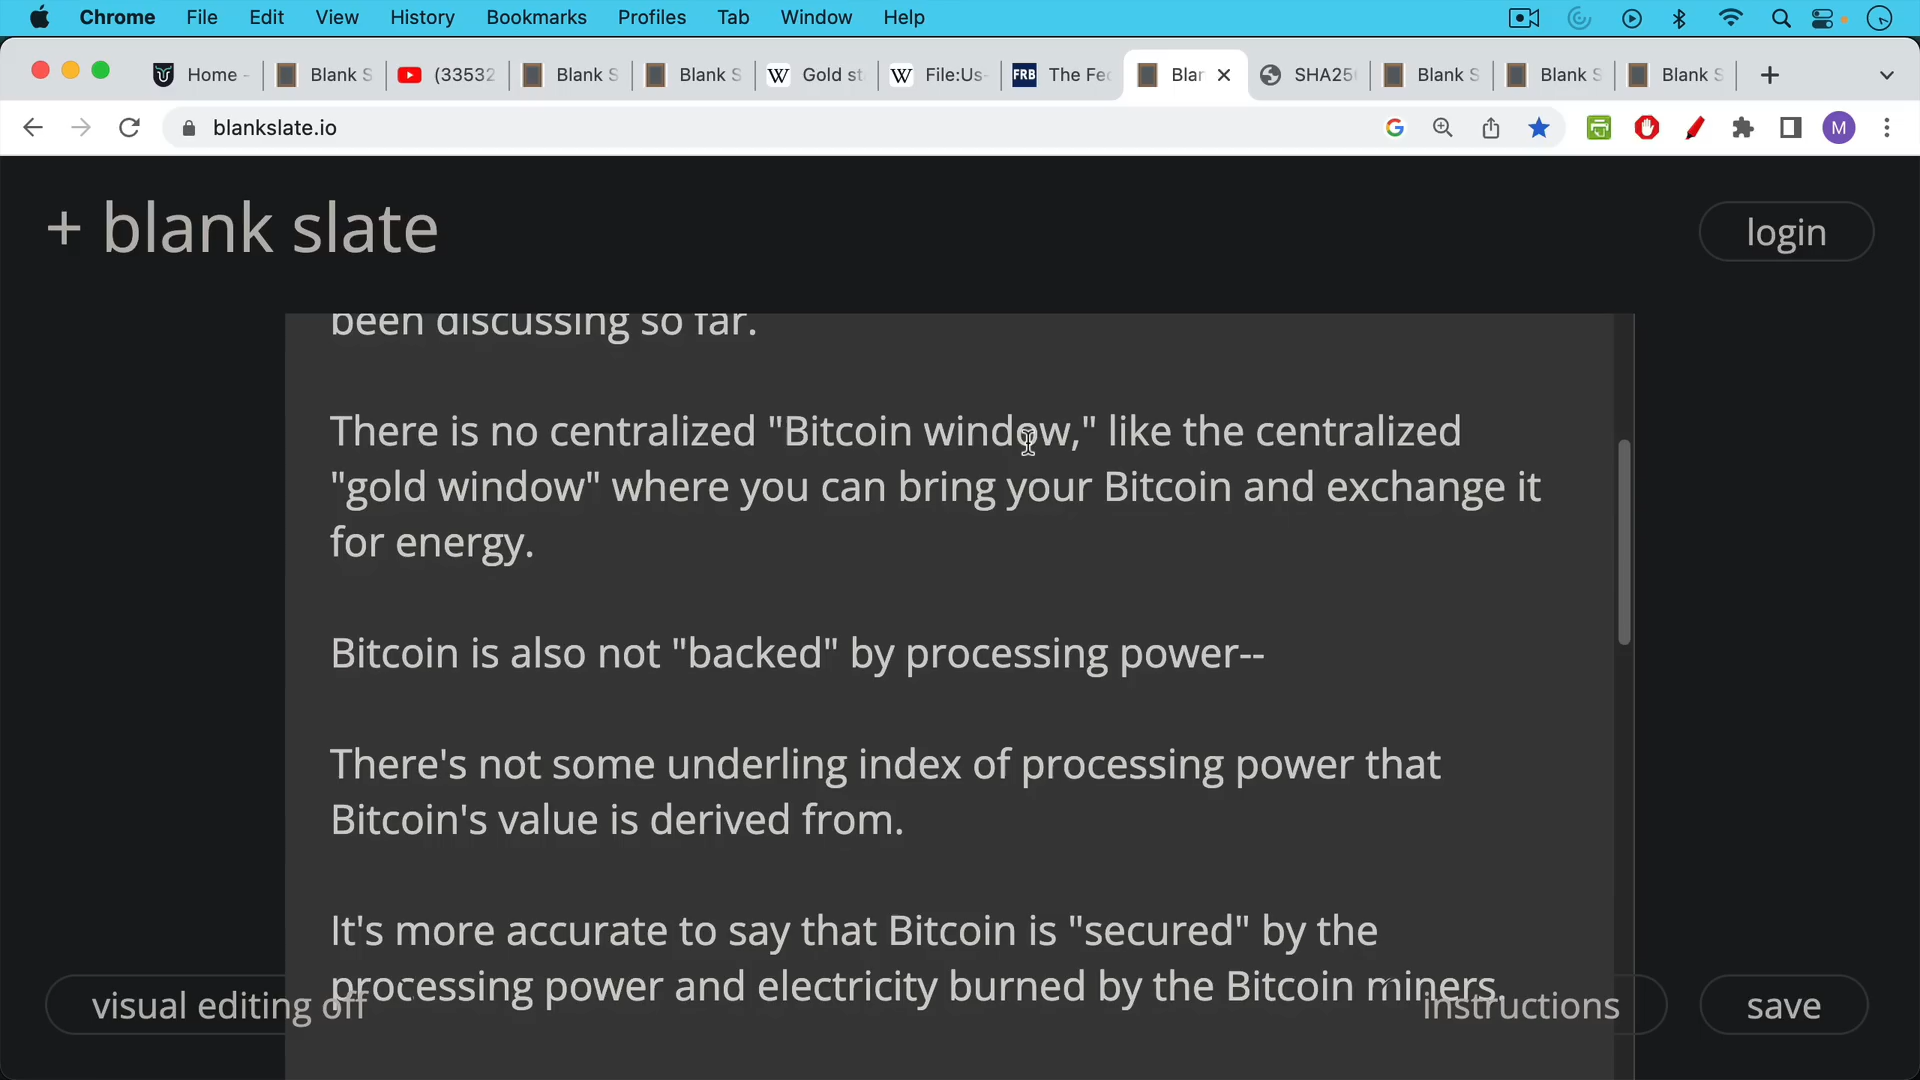 Chrome File Edit View History Bookmarks Profiles Tab Window Help
Home - Blank S (33532 Blank S Blank S W Gold st W File:Us- FRB The Fed Blan SHA256 Blank S Blank S Blank S
blankslate.io G M
+ blank slate login
been discussing so far.
There is no centralized "Bitcoin window," like the centralized
"gold window" where you can bring your Bitcoin and exchange it
for energy.
Bitcoin is also not "backed" by processing power--
There's not some underling index of processing power that
Bitcoin's value is derived from.
It's more accurate to say that Bitcoin is "secured" by the
processing power and electricity burned by the Bitcoin miners.
visual editing off instructions save